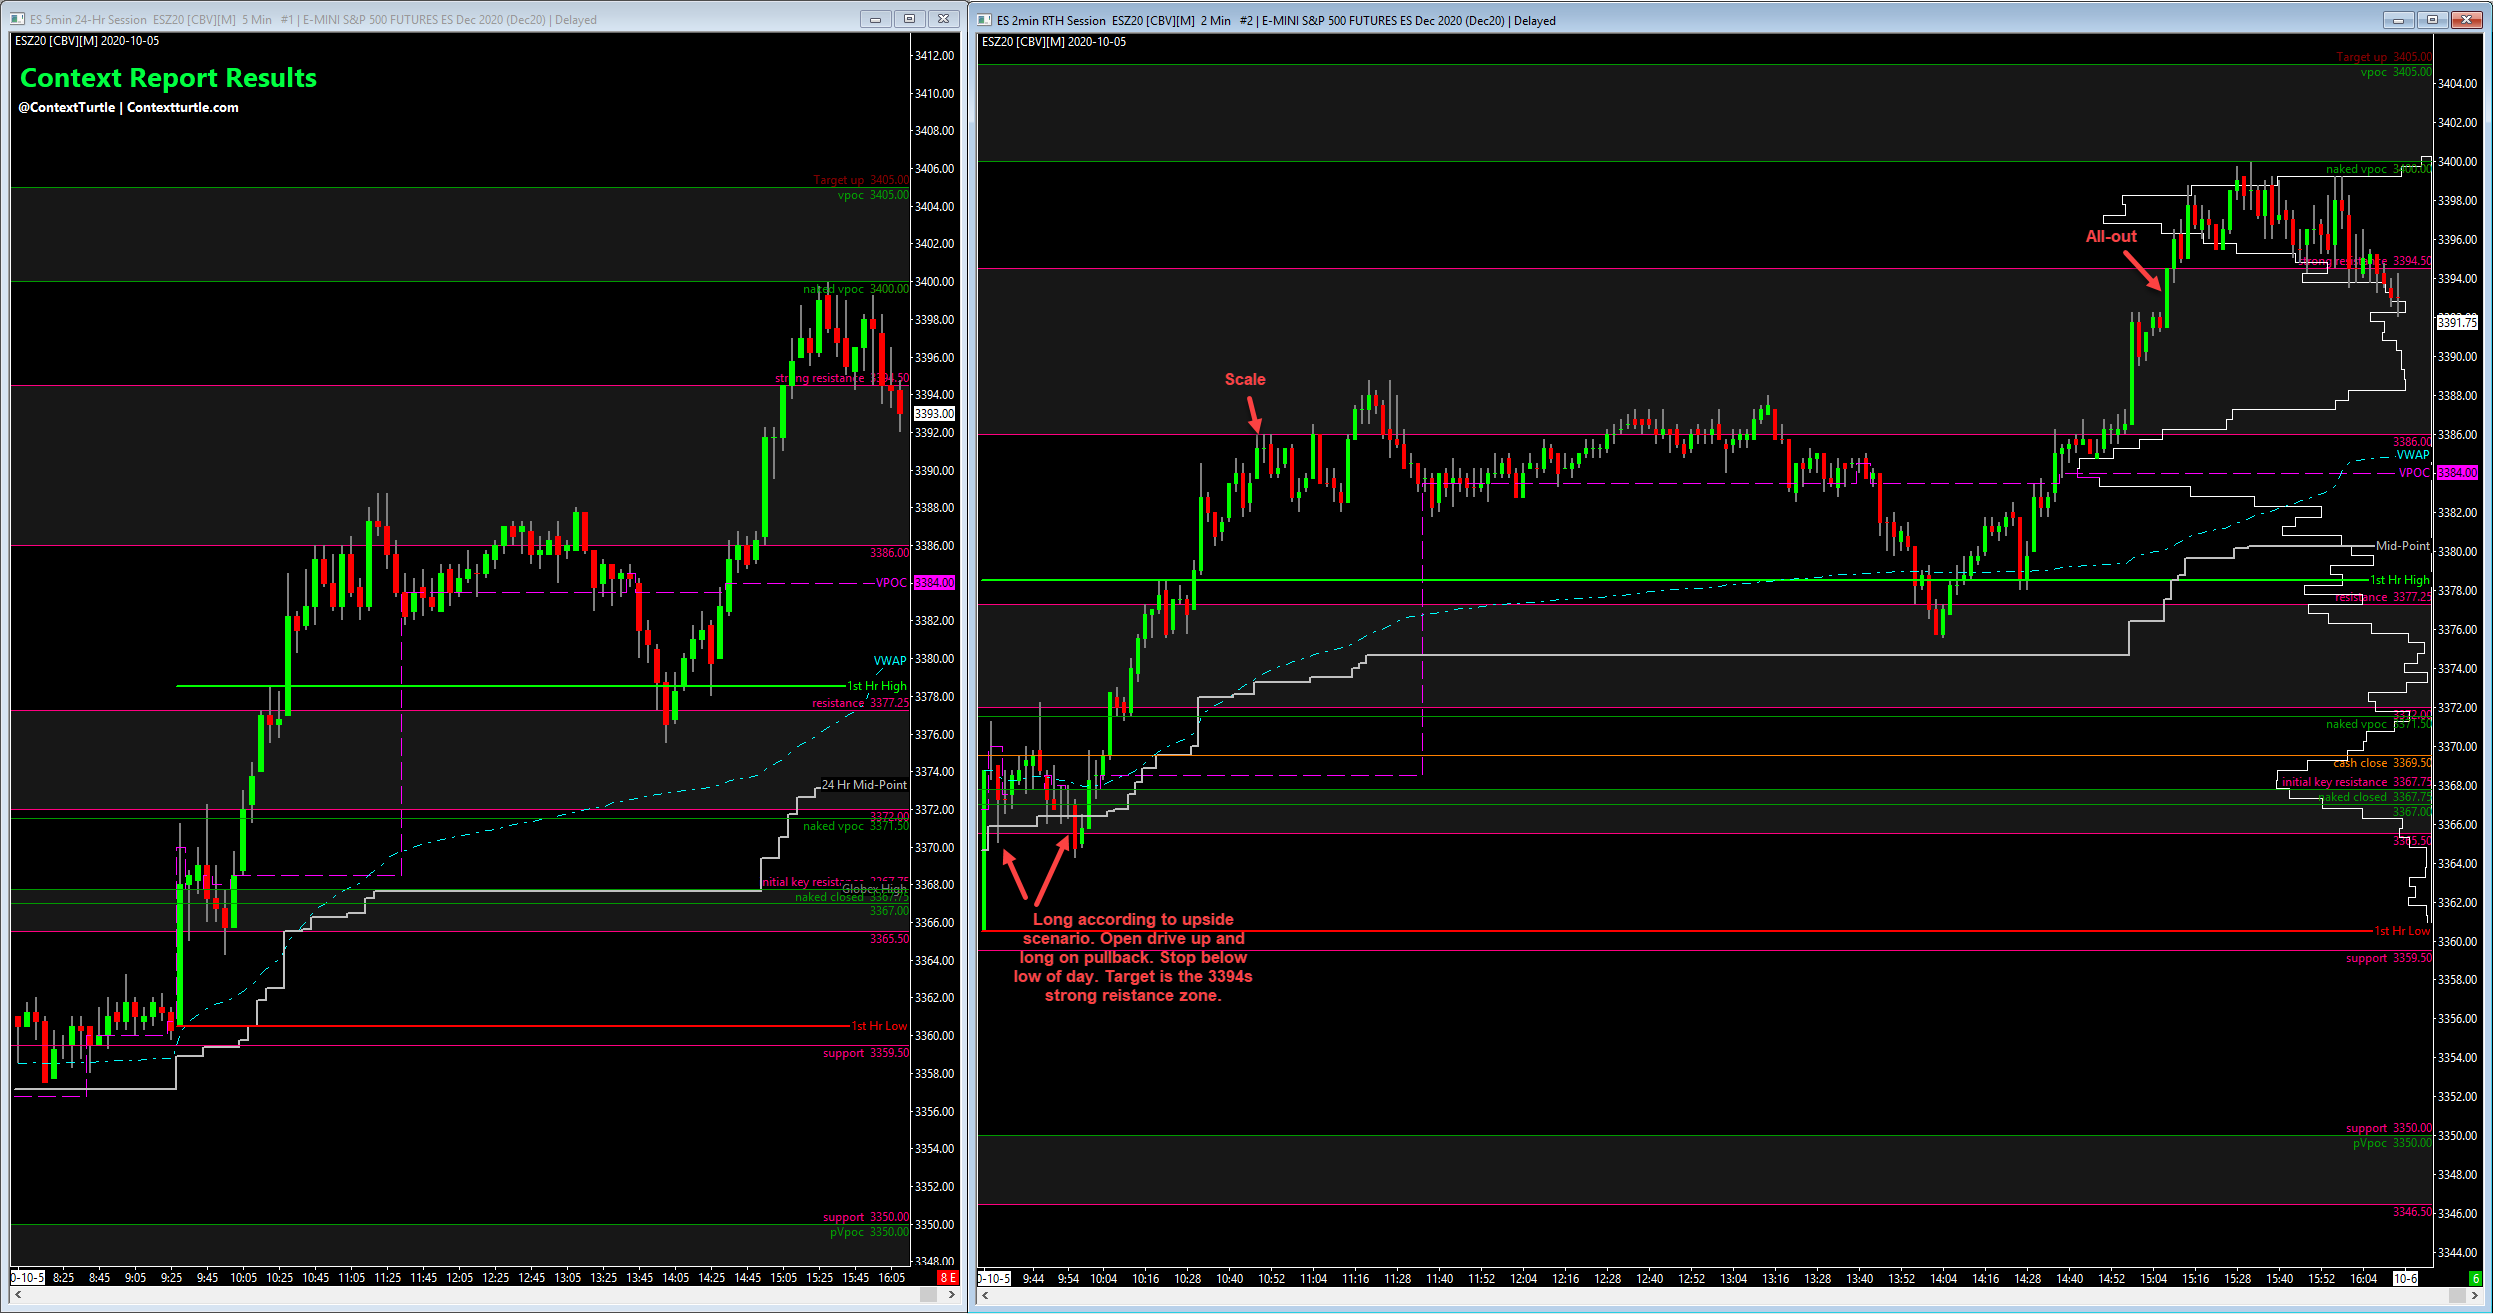 ES 5min 24-Hr Session  ESZ20 [CBV][M]  5 Min  #1 | E-MINI S&P 500 FUTURES ES Dec 2020 (Dec20) | Delayed
ESZ20 [CBV][M] 2020-10-05
Context Report Results
@ContextTurtle | Contextturtle.com
Target up 3405.00
vpoc 3405.00
naked vpoc 3400.00
strong resistance 3394.50
3386.00
VPOC
VWAP
1st Hr High
resistance 3377.25
24 Hr Mid-Point
3372.00
naked vpoc 3371.50
initial key resistance 3367.75
Globex High
naked closed 3367.75
3367.00
3365.50
1st Hr Low
support 3359.50
support 3350.00
pVpoc 3350.00
3412.00
3410.00
3408.00
3406.00
3404.00
3402.00
3400.00
3398.00
3396.00
3394.00
3393.00
3392.00
3390.00
3388.00
3386.00
3384.00
3382.00
3380.00
3378.00
3376.00
3374.00
3372.00
3370.00
3368.00
3366.00
3364.00
3362.00
3360.00
3358.00
3356.00
3354.00
3352.00
3350.00
3348.00
0-10-5 8:25 8:45 9:05 9:25 9:45 10:05 10:25 10:45 11:05 11:25 11:45 12:05 12:25 12:45 13:05 13:25 13:45 14:05 14:25 14:45 15:05 15:25 15:45 16:05 8 E
ES 2min RTH Session  ESZ20 [CBV][M]  2 Min  #2 | E-MINI S&P 500 FUTURES ES Dec 2020 (Dec20) | Delayed
ESZ20 [CBV][M] 2020-10-05
Target up 3405.00
vpoc 3405.00
naked vpoc 3400.00
All-out
strong resistance 3394.50
Scale
3386.00
VWAP
VPOC
Mid-Point
1st Hr High
resistance 3377.25
3372.00
naked vpoc 3371.50
cash close 3369.50
initial key resistance 3367.75
naked closed 3367.75
3367.00
3365.50
Long according to upside
scenario. Open drive up and
long on pullback. Stop below
low of day. Target is the 3394s
strong reistance zone.
1st Hr Low
support 3359.50
support 3350.00
pVpoc 3350.00
3346.50
3404.00
3402.00
3400.00
3398.00
3396.00
3394.00
3391.75
3390.00
3388.00
3386.00
3384.00
3382.00
3380.00
3378.00
3376.00
3374.00
3372.00
3370.00
3368.00
3366.00
3364.00
3362.00
3360.00
3358.00
3356.00
3354.00
3352.00
3350.00
3348.00
3346.00
3344.00
0-10-5 9:44 9:54 10:04 10:16 10:28 10:40 10:52 11:04 11:16 11:28 11:40 11:52 12:04 12:16 12:28 12:40 12:52 13:04 13:16 13:28 13:40 13:52 14:04 14:16 14:28 14:40 14:52 15:04 15:16 15:28 15:40 15:52 16:04 10-6 6